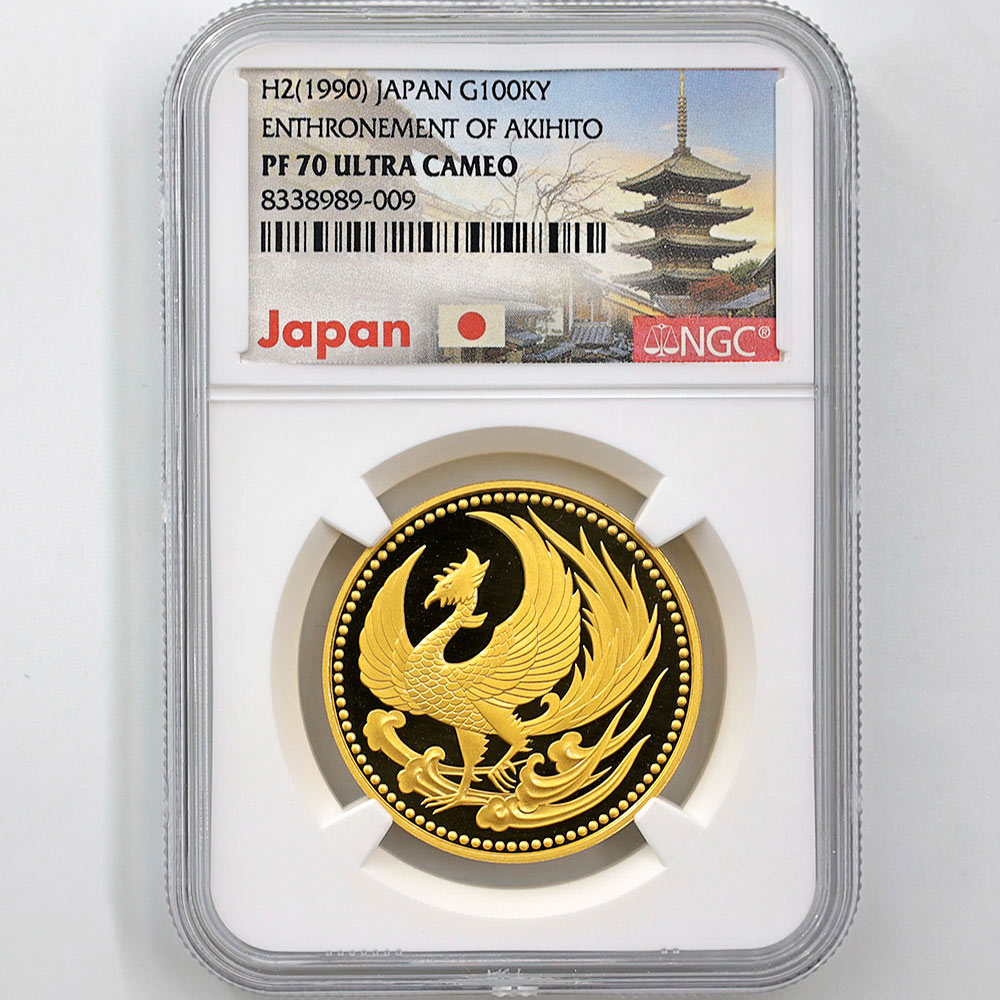 H2(1990) JAPAN G100KY
ENTHRONEMENT OF AKIHITO
PF 70 ULTRA CAMEO
8338989-009
Japan
NGC®